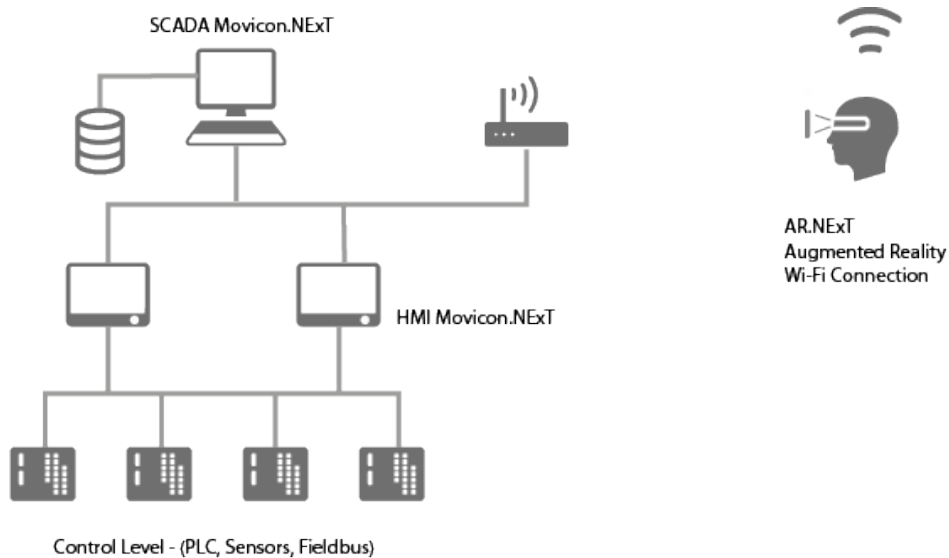 SCADA Movicon.NExT
AR.NExT
Augmented Reality
Wi-Fi Connection
HMI Movicon.NExT
Control Level - (PLC, Sensors, Fieldbus)